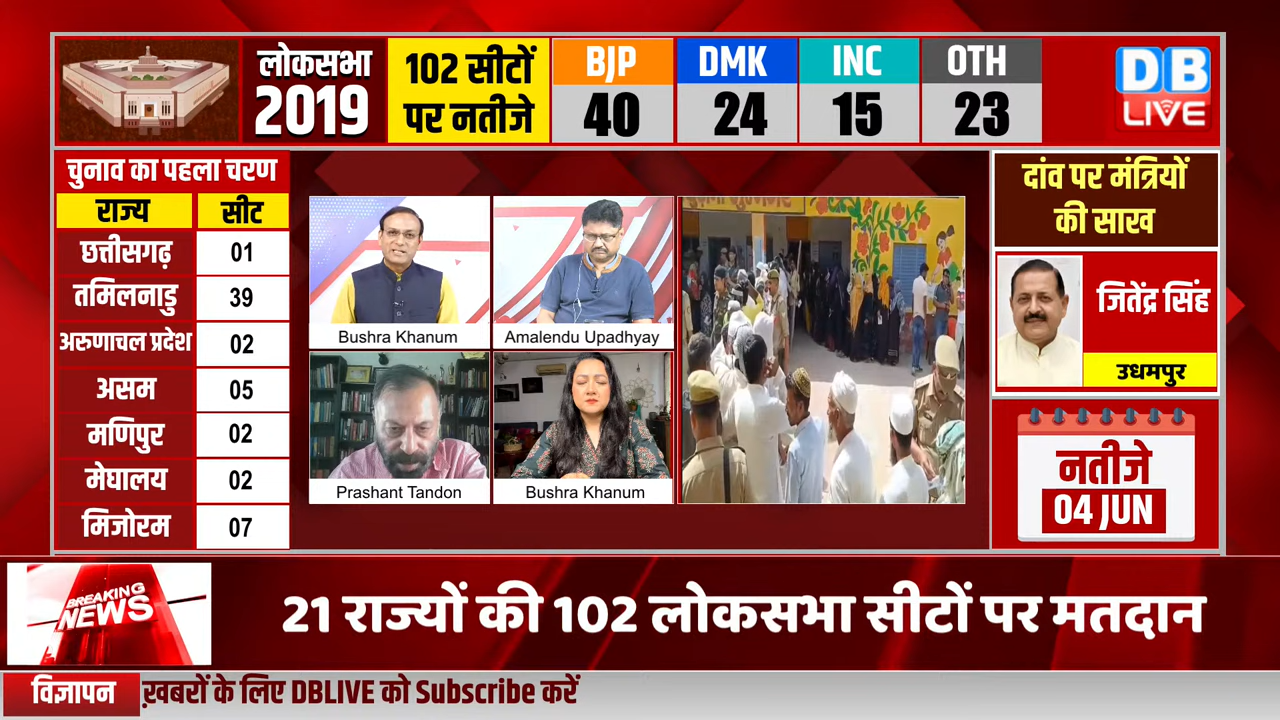 लोकसभा
2019
102 सीटों
पर नतीजे
BJP
40
DMK
24
INC
15
OTH
23
DB
LIVE
चुनाव का पहला चरण
राज्य सीट
छत्तीसगढ़ 01
तमिलनाडु 39
अरुणाचल प्रदेश 02
असम 05
मणिपुर 02
मेघालय 02
मिजोरम 07
Bushra Khanum
Amalendu Upadhyay
Prashant Tandon
Bushra Khanum
दांव पर मंत्रियों
की साख
जितेंद्र सिंह
उधमपुर
नतीजे
04 JUN
BREAKING
NEWS
21 राज्यों की 102 लोकसभा सीटों पर मतदान
विज्ञापन
ख़बरों के लिए DBLIVE को Subscribe करें